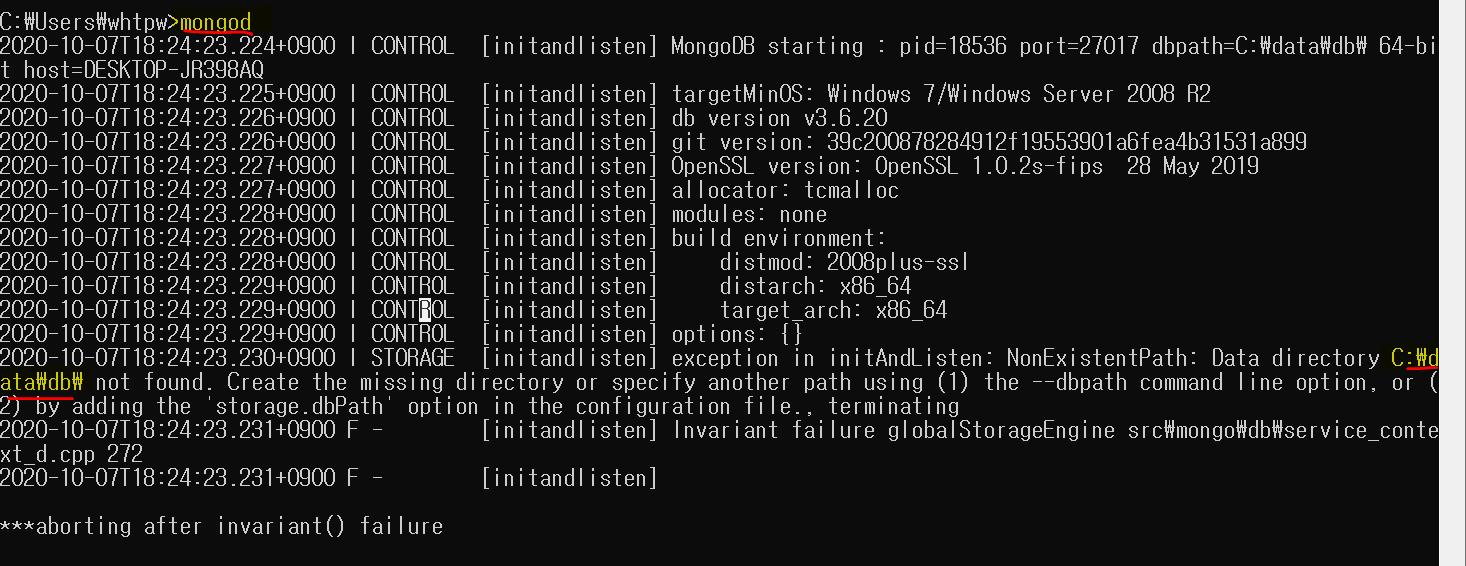 C:₩Users₩whtpw>mongod
2020-10-07T18:24:23.224+0900 I CONTROL  [initandlisten] MongoDB starting : pid=18536 port=27017 dbpath=C:₩data₩db₩ 64-bi
t host=DESKTOP-JR398AQ
2020-10-07T18:24:23.225+0900 I CONTROL  [initandlisten] targetMinOS: Windows 7/Windows Server 2008 R2
2020-10-07T18:24:23.226+0900 I CONTROL  [initandlisten] db version v3.6.20
2020-10-07T18:24:23.226+0900 I CONTROL  [initandlisten] git version: 39c200878284912f19553901a6fea4b31531a899
2020-10-07T18:24:23.227+0900 I CONTROL  [initandlisten] OpenSSL version: OpenSSL 1.0.2s-fips  28 May 2019
2020-10-07T18:24:23.227+0900 I CONTROL  [initandlisten] allocator: tcmalloc
2020-10-07T18:24:23.228+0900 I CONTROL  [initandlisten] modules: none
2020-10-07T18:24:23.228+0900 I CONTROL  [initandlisten] build environment:
2020-10-07T18:24:23.228+0900 I CONTROL  [initandlisten]     distmod: 2008plus-ssl
2020-10-07T18:24:23.229+0900 I CONTROL  [initandlisten]     distarch: x86_64
2020-10-07T18:24:23.229+0900 I CONTROL  [initandlisten]     target_arch: x86_64
2020-10-07T18:24:23.229+0900 I CONTROL  [initandlisten] options: {}
2020-10-07T18:24:23.230+0900 I STORAGE  [initandlisten] exception in initAndListen: NonExistentPath: Data directory C:₩d
ata₩db₩ not found. Create the missing directory or specify another path using (1) the --dbpath command line option, or (
2) by adding the 'storage.dbPath' option in the configuration file., terminating
2020-10-07T18:24:23.231+0900 F -        [initandlisten] Invariant failure globalStorageEngine src₩mongo₩db₩service_conte
xt_d.cpp 272
2020-10-07T18:24:23.231+0900 F -        [initandlisten]
***aborting after invariant() failure